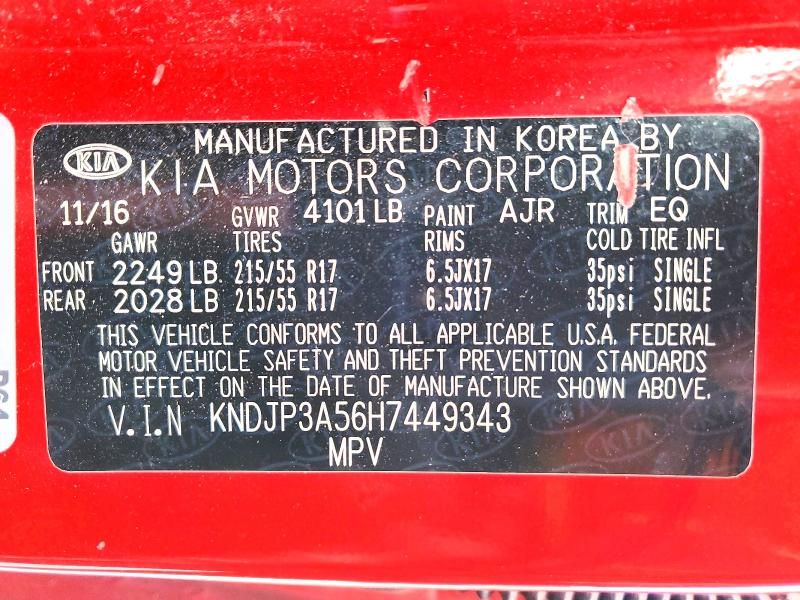 MANUFACTURED IN KOREA BY
KIA KIA MOTORS CORPORATION
11/16 GVWR 4101 LB PAINT AJR TRIM EQ
GAWR TIRES RIMS COLD TIRE INFL
FRONT 2249 LB 215/55 R17 6.5JX17 35psi SINGLE
REAR 2028 LB 215/55 R17 6.5JX17 35psi SINGLE
THIS VEHICLE CONFORMS TO ALL APPLICABLE U.S.A. FEDERAL
MOTOR VEHICLE SAFETY AND THEFT PREVENTION STANDARDS
IN EFFECT ON THE DATE OF MANUFACTURE SHOWN ABOVE.
V.I.N KNDJP3A56H7449343
MPV